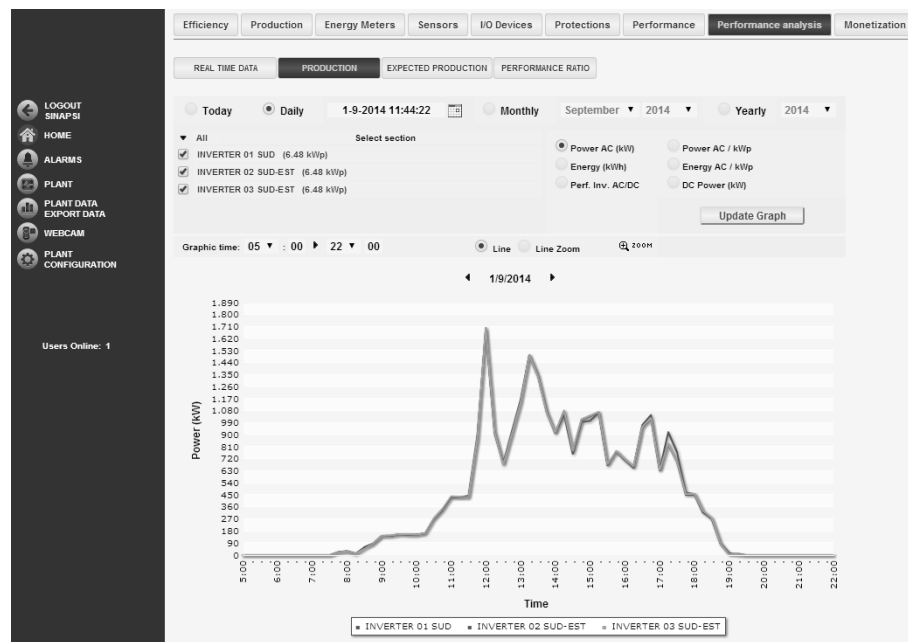 Efficiency Production Energy Meters Sensors I/O Devices Protections Performance Performance analysis Monetization
REAL TIME DATA PRODUCTION EXPECTED PRODUCTION PERFORMANCE RATIO
LOGOUT
SINAPSI
HOME
ALARMS
PLANT
PLANT DATA
EXPORT DATA
WEBCAM
PLANT
CONFIGURATION
Users Online: 1
Today Daily 1-9-2014 11:44:22 Monthly September 2014 Yearly 2014
All Select section
INVERTER 01 SUD (6.48 kWp)
INVERTER 02 SUD-EST (6.48 kWp)
INVERTER 03 SUD-EST (6.48 kWp)
Power AC (kW) Power AC / kWp
Energy (kWh) Energy AC / kWp
Perf. Inv. AC/DC DC Power (kW)
Update Graph
Graphic time: 05 : 00 22 00 Line Line Zoom ZOOM
1/9/2014
Power (kW)
1.890
1.800
1.710
1.620
1.530
1.440
1.350
1.260
1.170
1.080
990
900
810
720
630
540
450
360
270
180
90
0
5:00 6:00 7:00 8:00 9:00 10:00 11:00 12:00 13:00 14:00 15:00 16:00 17:00 18:00 19:00 20:00 21:00 22:00
Time
INVERTER 01 SUD INVERTER 02 SUD-EST INVERTER 03 SUD-EST